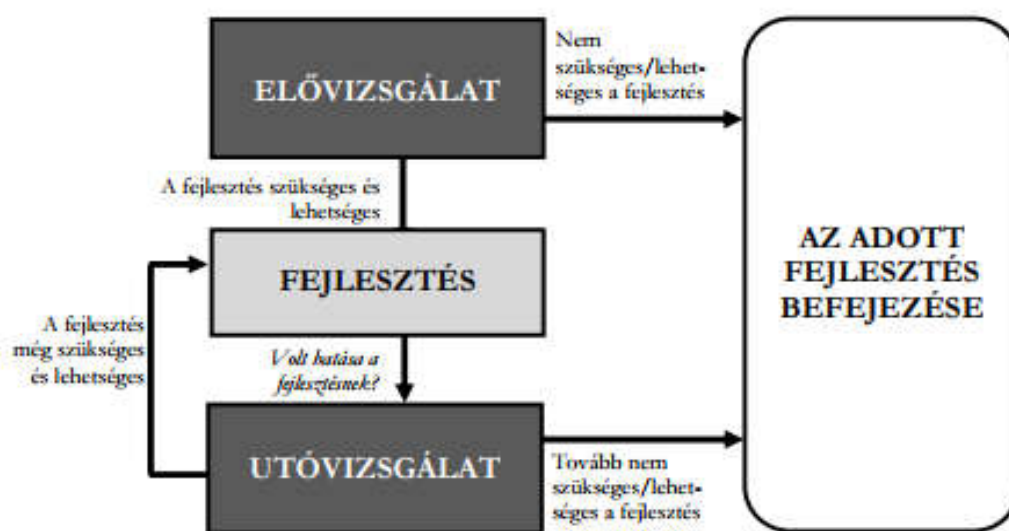 ELŐVIZSGÁLAT
Nem
szükséges/lehet-
séges a fejlesztés
A fejlesztés szükséges és
lehetséges
FEJLESZTÉS
AZ ADOTT
FEJLESZTÉS
BEFEJEZÉSE
A fejlesztés
még szükséges
és lehetséges
Volt hatása a
fejlesztésnek?
UTÓVIZSGÁLAT
Tovább nem
szükséges/lehet-
séges a fejlesztés